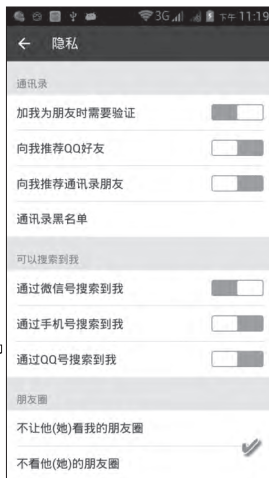 3G 下午 11:19
隐私
通讯录
加我为朋友时需要验证
向我推荐QQ好友
向我推荐通讯录朋友
通讯录黑名单
可以搜索到我
通过微信号搜索到我
通过手机号搜索到我
通过QQ号搜索到我
朋友圈
不让他(她)看我的朋友圈
不看他(她)的朋友圈